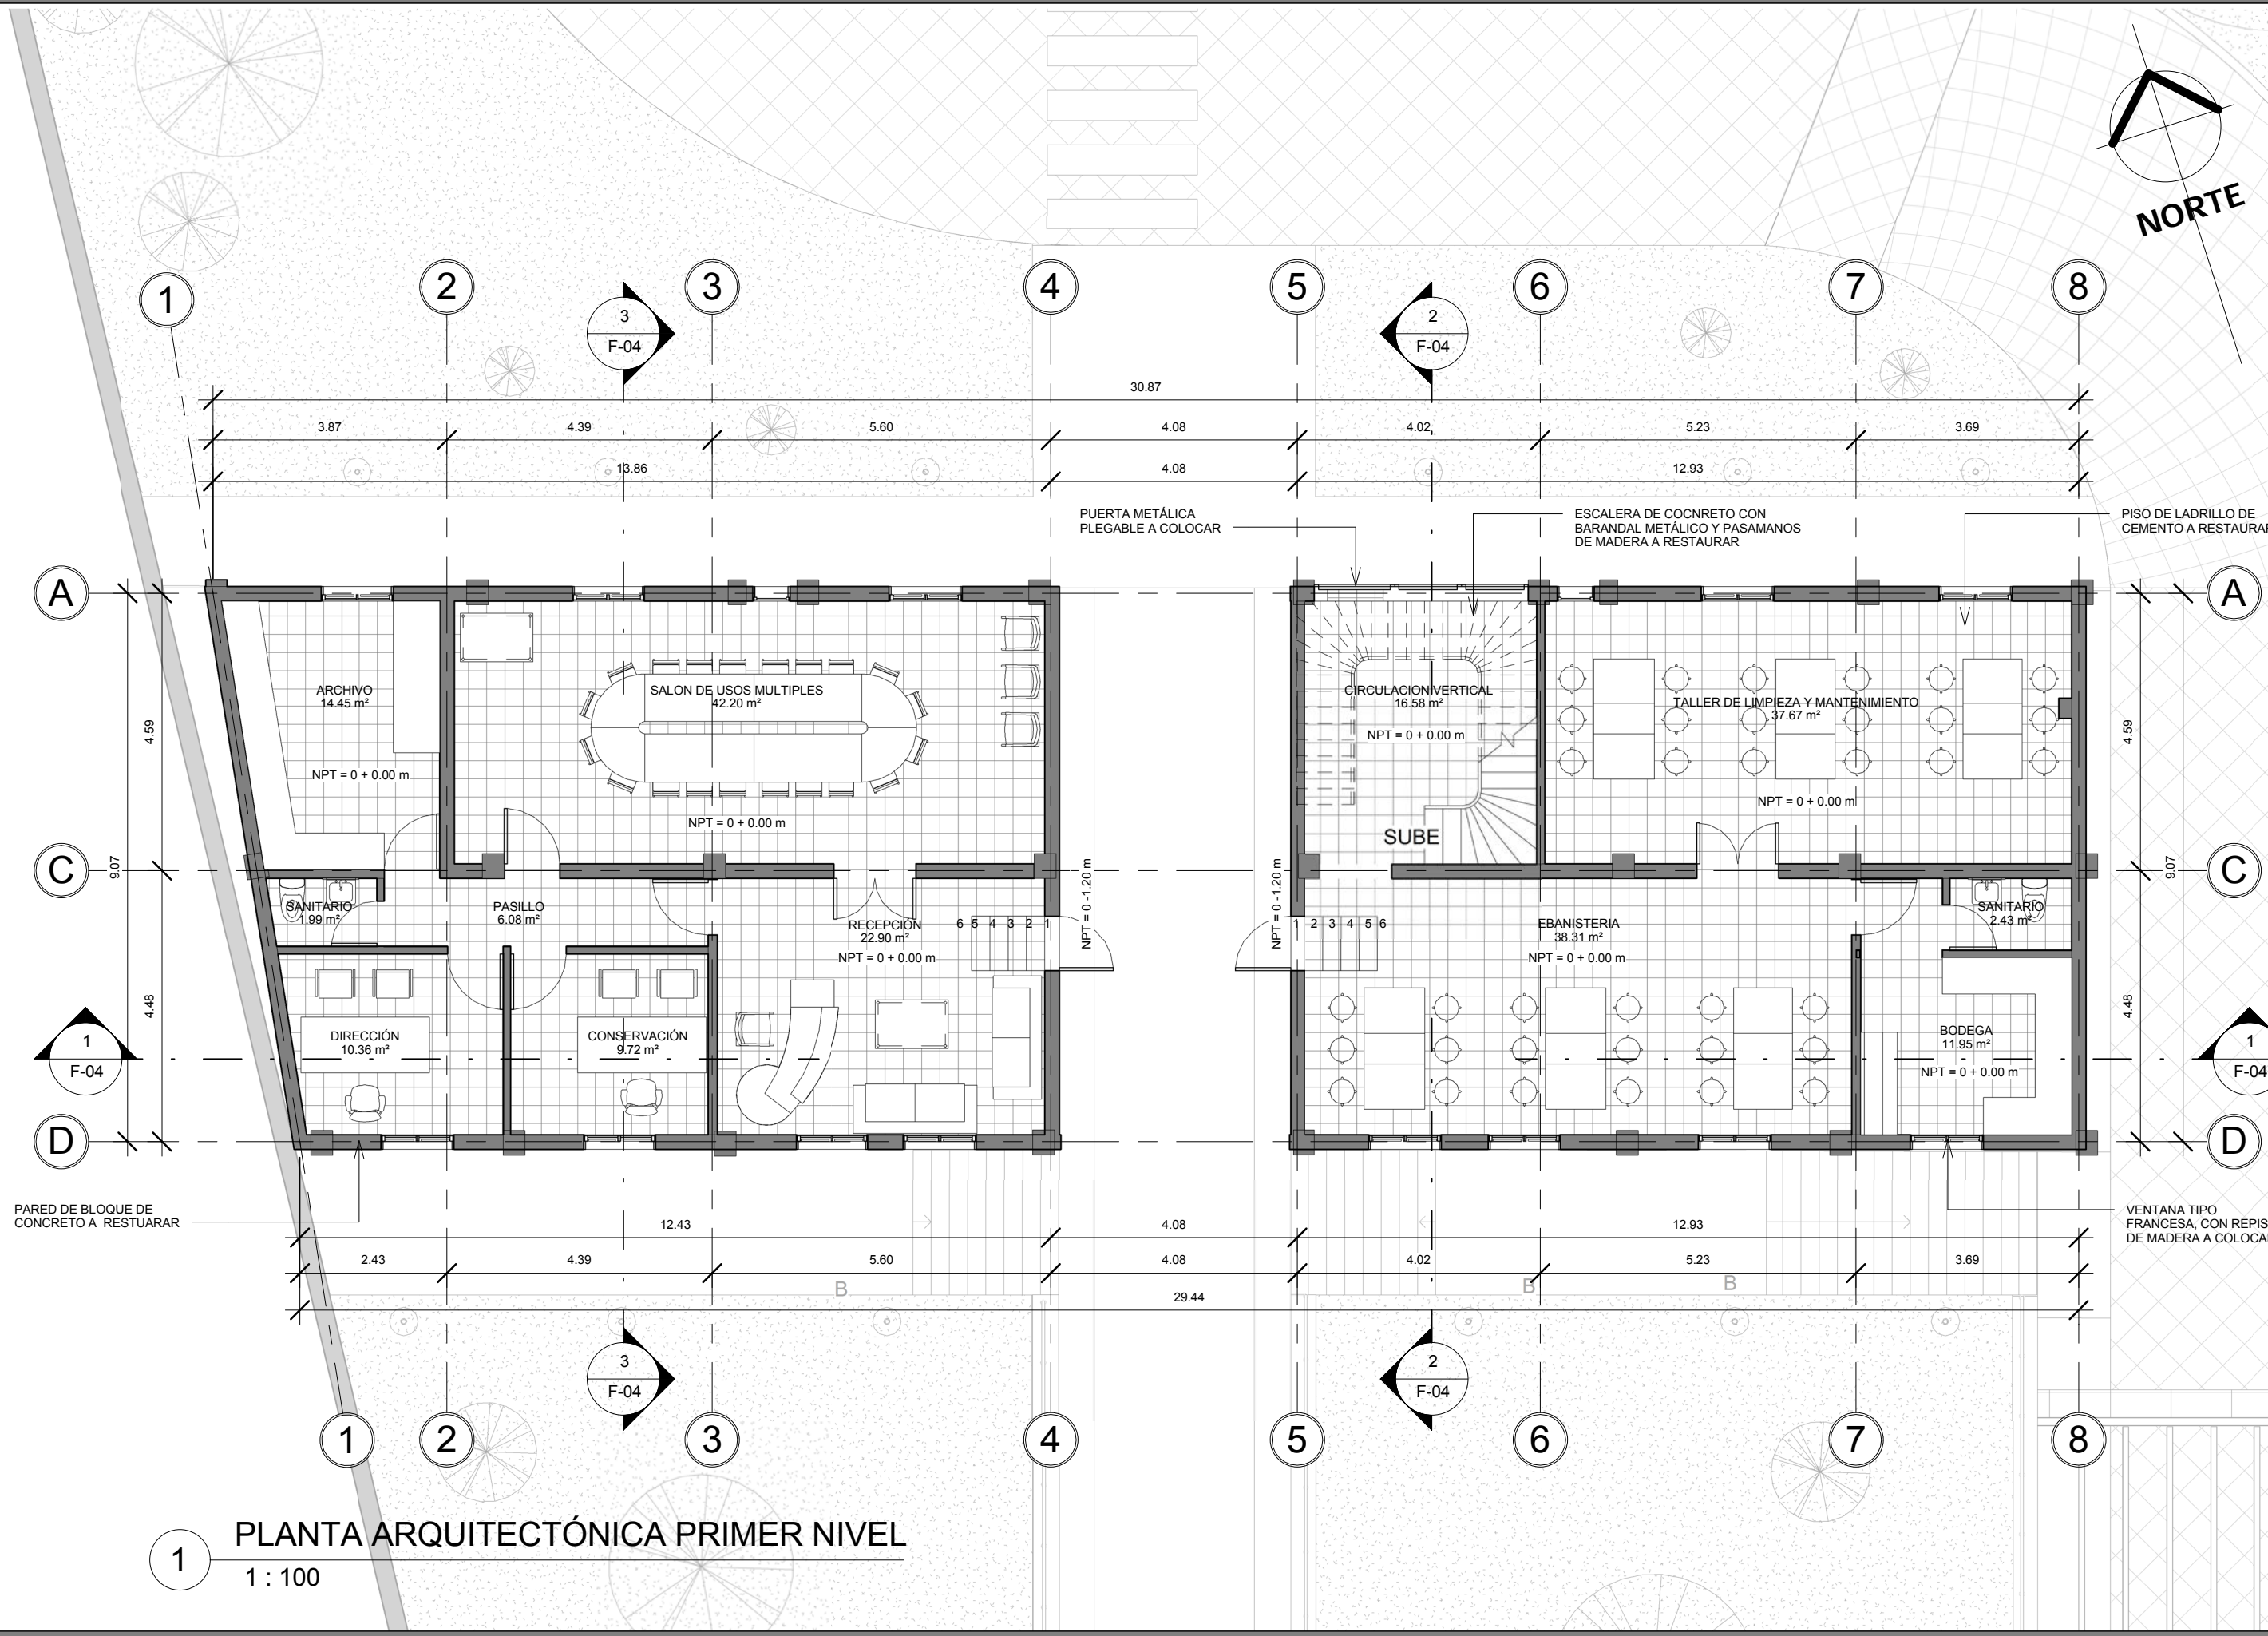 NORTE
1
2
3
4
5
6
7
8
3
F-04
2
F-04
30.87
3.87
4.39
5.60
4.08
4.02
5.23
3.69
13.86
4.08
12.93
PUERTA METÁLICA
PLEGABLE A COLOCAR
ESCALERA DE COCNRETO CON
BARANDAL METÁLICO Y PASAMANOS
DE MADERA A RESTAURAR
PISO DE LADRILLO DE
CEMENTO A RESTAURAR
A
A
ARCHIVO
14.45 m²
NPT = 0 + 0.00 m
SALON DE USOS MULTIPLES
42.20 m²
NPT = 0 + 0.00 m
CIRCULACION VERTICAL
16.58 m²
NPT = 0 + 0.00 m
SUBE
TALLER DE LIMPIEZA Y MANTENIMIENTO
37.67 m²
NPT = 0 + 0.00 m
4.59
9.07
4.48
4.59
9.07
4.48
C
C
SANITARIO
1.99 m²
PASILLO
6.08 m²
RECEPCIÓN
22.90 m²
NPT = 0 + 0.00 m
6 5 4 3 2 1
NPT = 0 -1.20 m
NPT = 0 -1.20 m
1 2 3 4 5 6
EBANISTERIA
38.31 m²
NPT = 0 + 0.00 m
SANITARIO
2.43 m²
DIRECCIÓN
10.36 m²
CONSERVACIÓN
9.72 m²
BODEGA
11.95 m²
NPT = 0 + 0.00 m
1
F-04
1
F-04
D
D
PARED DE BLOQUE DE
CONCRETO A RESTUARAR
VENTANA TIPO
FRANCESA, CON REPIS
DE MADERA A COLOCA
12.43
4.08
12.93
2.43
4.39
5.60
4.08
4.02
5.23
3.69
B
B
B
29.44
3
F-04
2
F-04
1
2
3
4
5
6
7
8
1
PLANTA ARQUITECTÓNICA PRIMER NIVEL
1 : 100